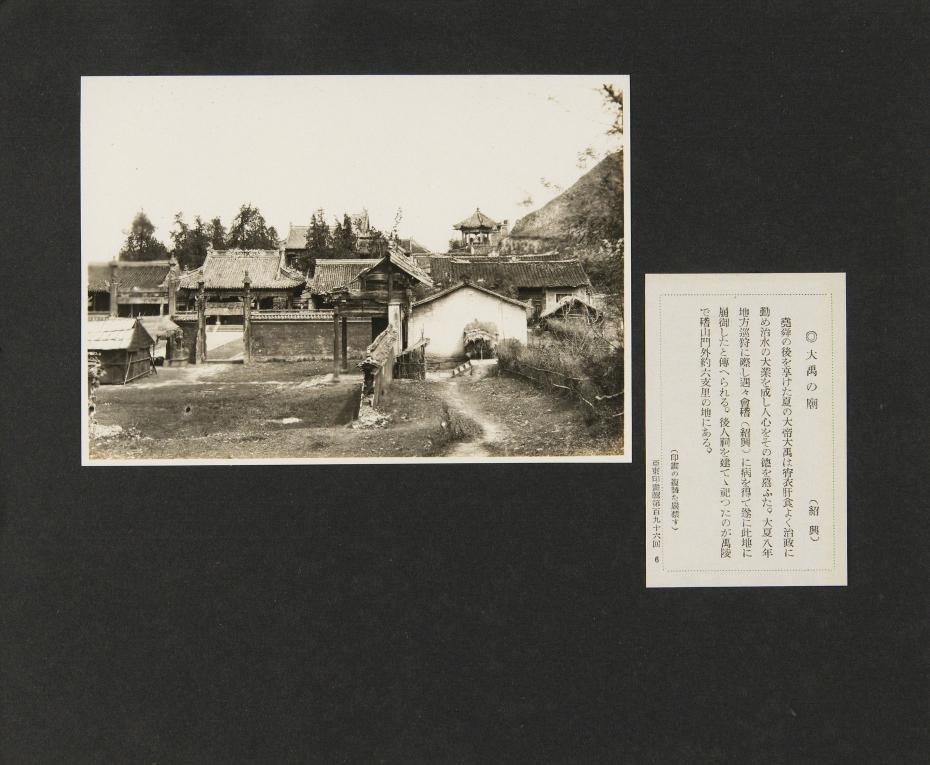 ◎大禹の廟
（紹興）
堯舜の後を享けた夏の大帝大禹は宵衣肝食よく治政に
勤め治水の大業を成し人心をその德を慕ふた。大夏八年
地方巡狩に際し遇々會稽（紹興）に病を得て遂に此地に
崩御したと傳へられる。後人祠を建てゝ祀つたのが禹陵
で稽山門外約六支里の地にある。
（印畫の複製を嚴禁す）
亞東印畫輯第百九十六回 6